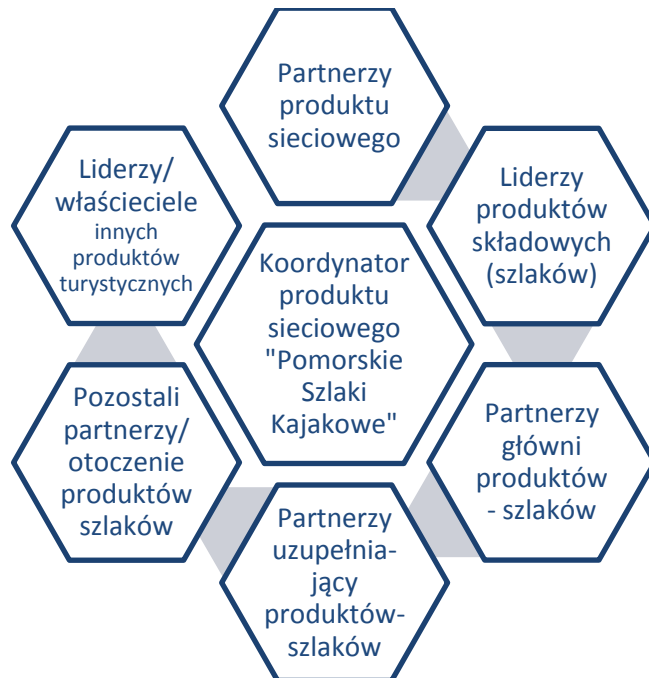 Partnerzy
produktu
sieciowego
Liderzy
produktów
składowych
(szlaków)
Partnerzy
główni
produktów
- szlaków
Partnerzy
uzupełnia-
jący
produktów-
szlaków
Pozostali
partnerzy/
otoczenie
produktów
szlaków
Liderzy/
właściciele
innych
produktów
turystycznych
Koordynator
produktu
sieciowego
"Pomorskie
Szlaki
Kajakowe"